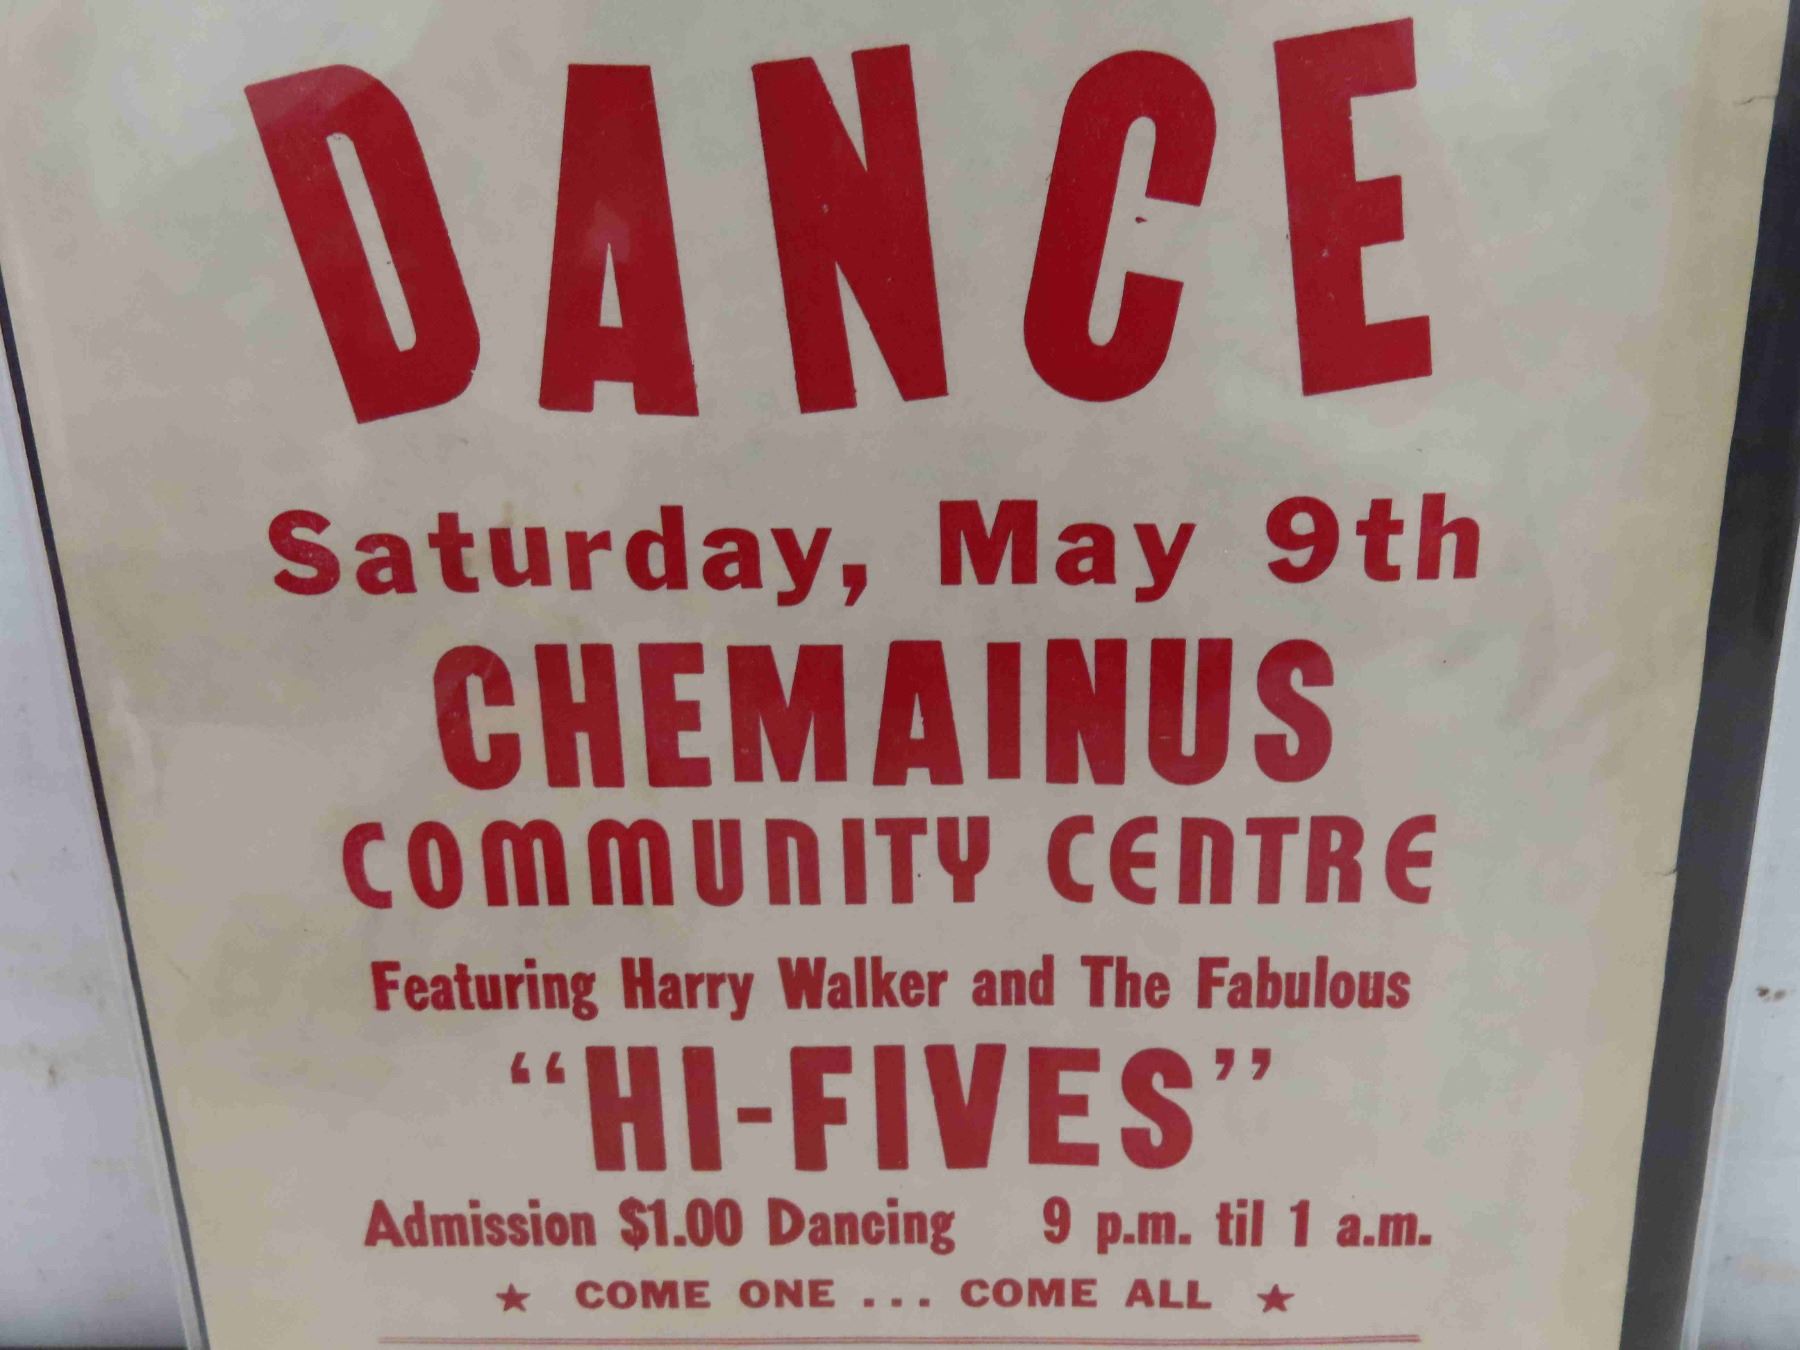 DANCE
Saturday, May 9th
CHEMAINUS
COMMUNITY CENTRE
Featuring Harry Walker and The Fabulous
“HI-FIVES”
Admission $1.00 Dancing 9 p.m. til 1 a.m.
★ COME ONE . . . COME ALL ★